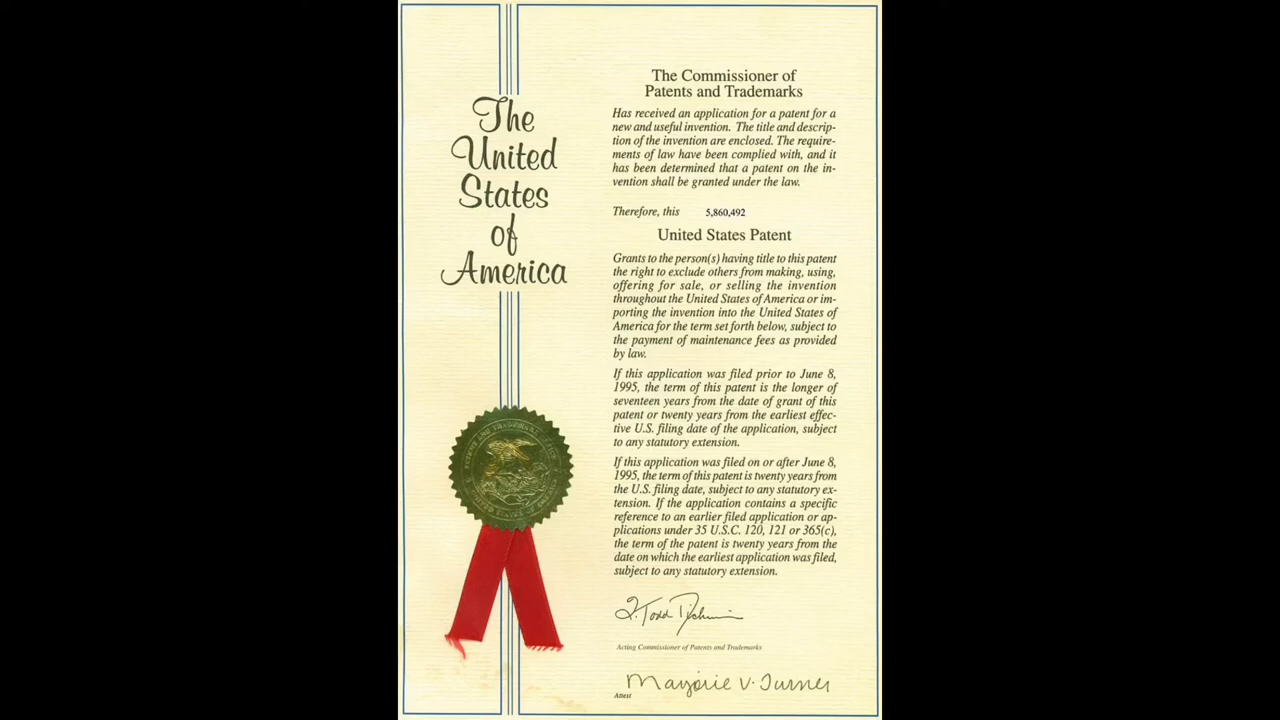 The
United
States
of
America
The Commissioner of
Patents and Trademarks
Has received an application for a patent for a
new and useful invention. The title and descrip-
tion of the invention are enclosed. The require-
ments of law have been complied with, and it
has been determined that a patent on the in-
vention shall be granted under the law.
Therefore, this 5,860,492
United States Patent
Grants to the person(s) having title to this patent
the right to exclude others from making, using,
offering for sale, or selling the invention
throughout the United States of America or im-
porting the invention into the United States of
America for the term set forth below, subject to
the payment of maintenance fees as provided
by law.
If this application was filed prior to June 8,
1995, the term of this patent is the longer of
seventeen years from the date of grant of this
patent or twenty years from the earliest effec-
tive U.S. filing date of the application, subject
to any statutory extension.
If this application was filed on or after June 8,
1995, the term of this patent is twenty years from
the U.S. filing date, subject to any statutory ex-
tension. If the application contains a specific
reference to an earlier filed application or ap-
plications under 35 U.S.C. 120, 121 or 365(c),
the term of the patent is twenty years from the
date on which the earliest application was filed,
subject to any statutory extension.
Q. Todd Dickinson
Acting Commissioner of Patents and Trademarks
Marjorie V. Turner
Attest